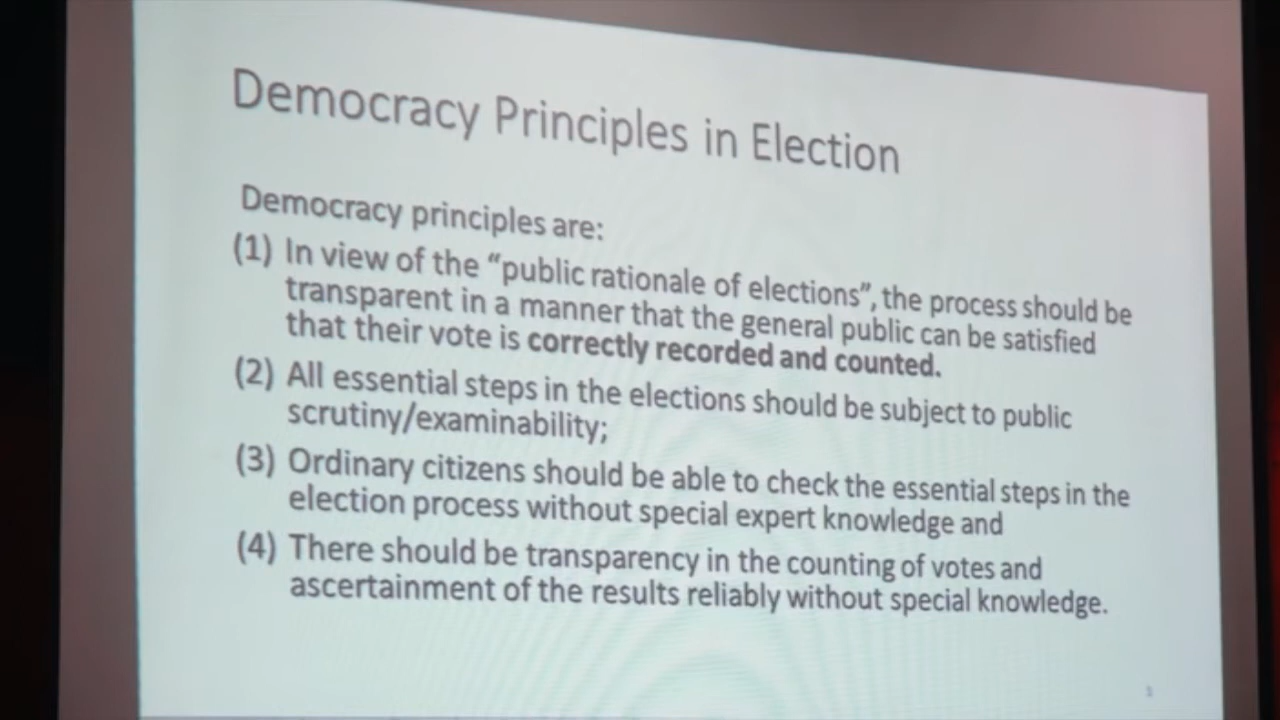 Democracy Principles in Election
Democracy principles are:
(1) In view of the “public rationale of elections”, the process should be
transparent in a manner that the general public can be satisfied
that their vote is correctly recorded and counted.
(2) All essential steps in the elections should be subject to public
scrutiny/examinability;
(3) Ordinary citizens should be able to check the essential steps in the
election process without special expert knowledge and
(4) There should be transparency in the counting of votes and
ascertainment of the results reliably without special knowledge.
3